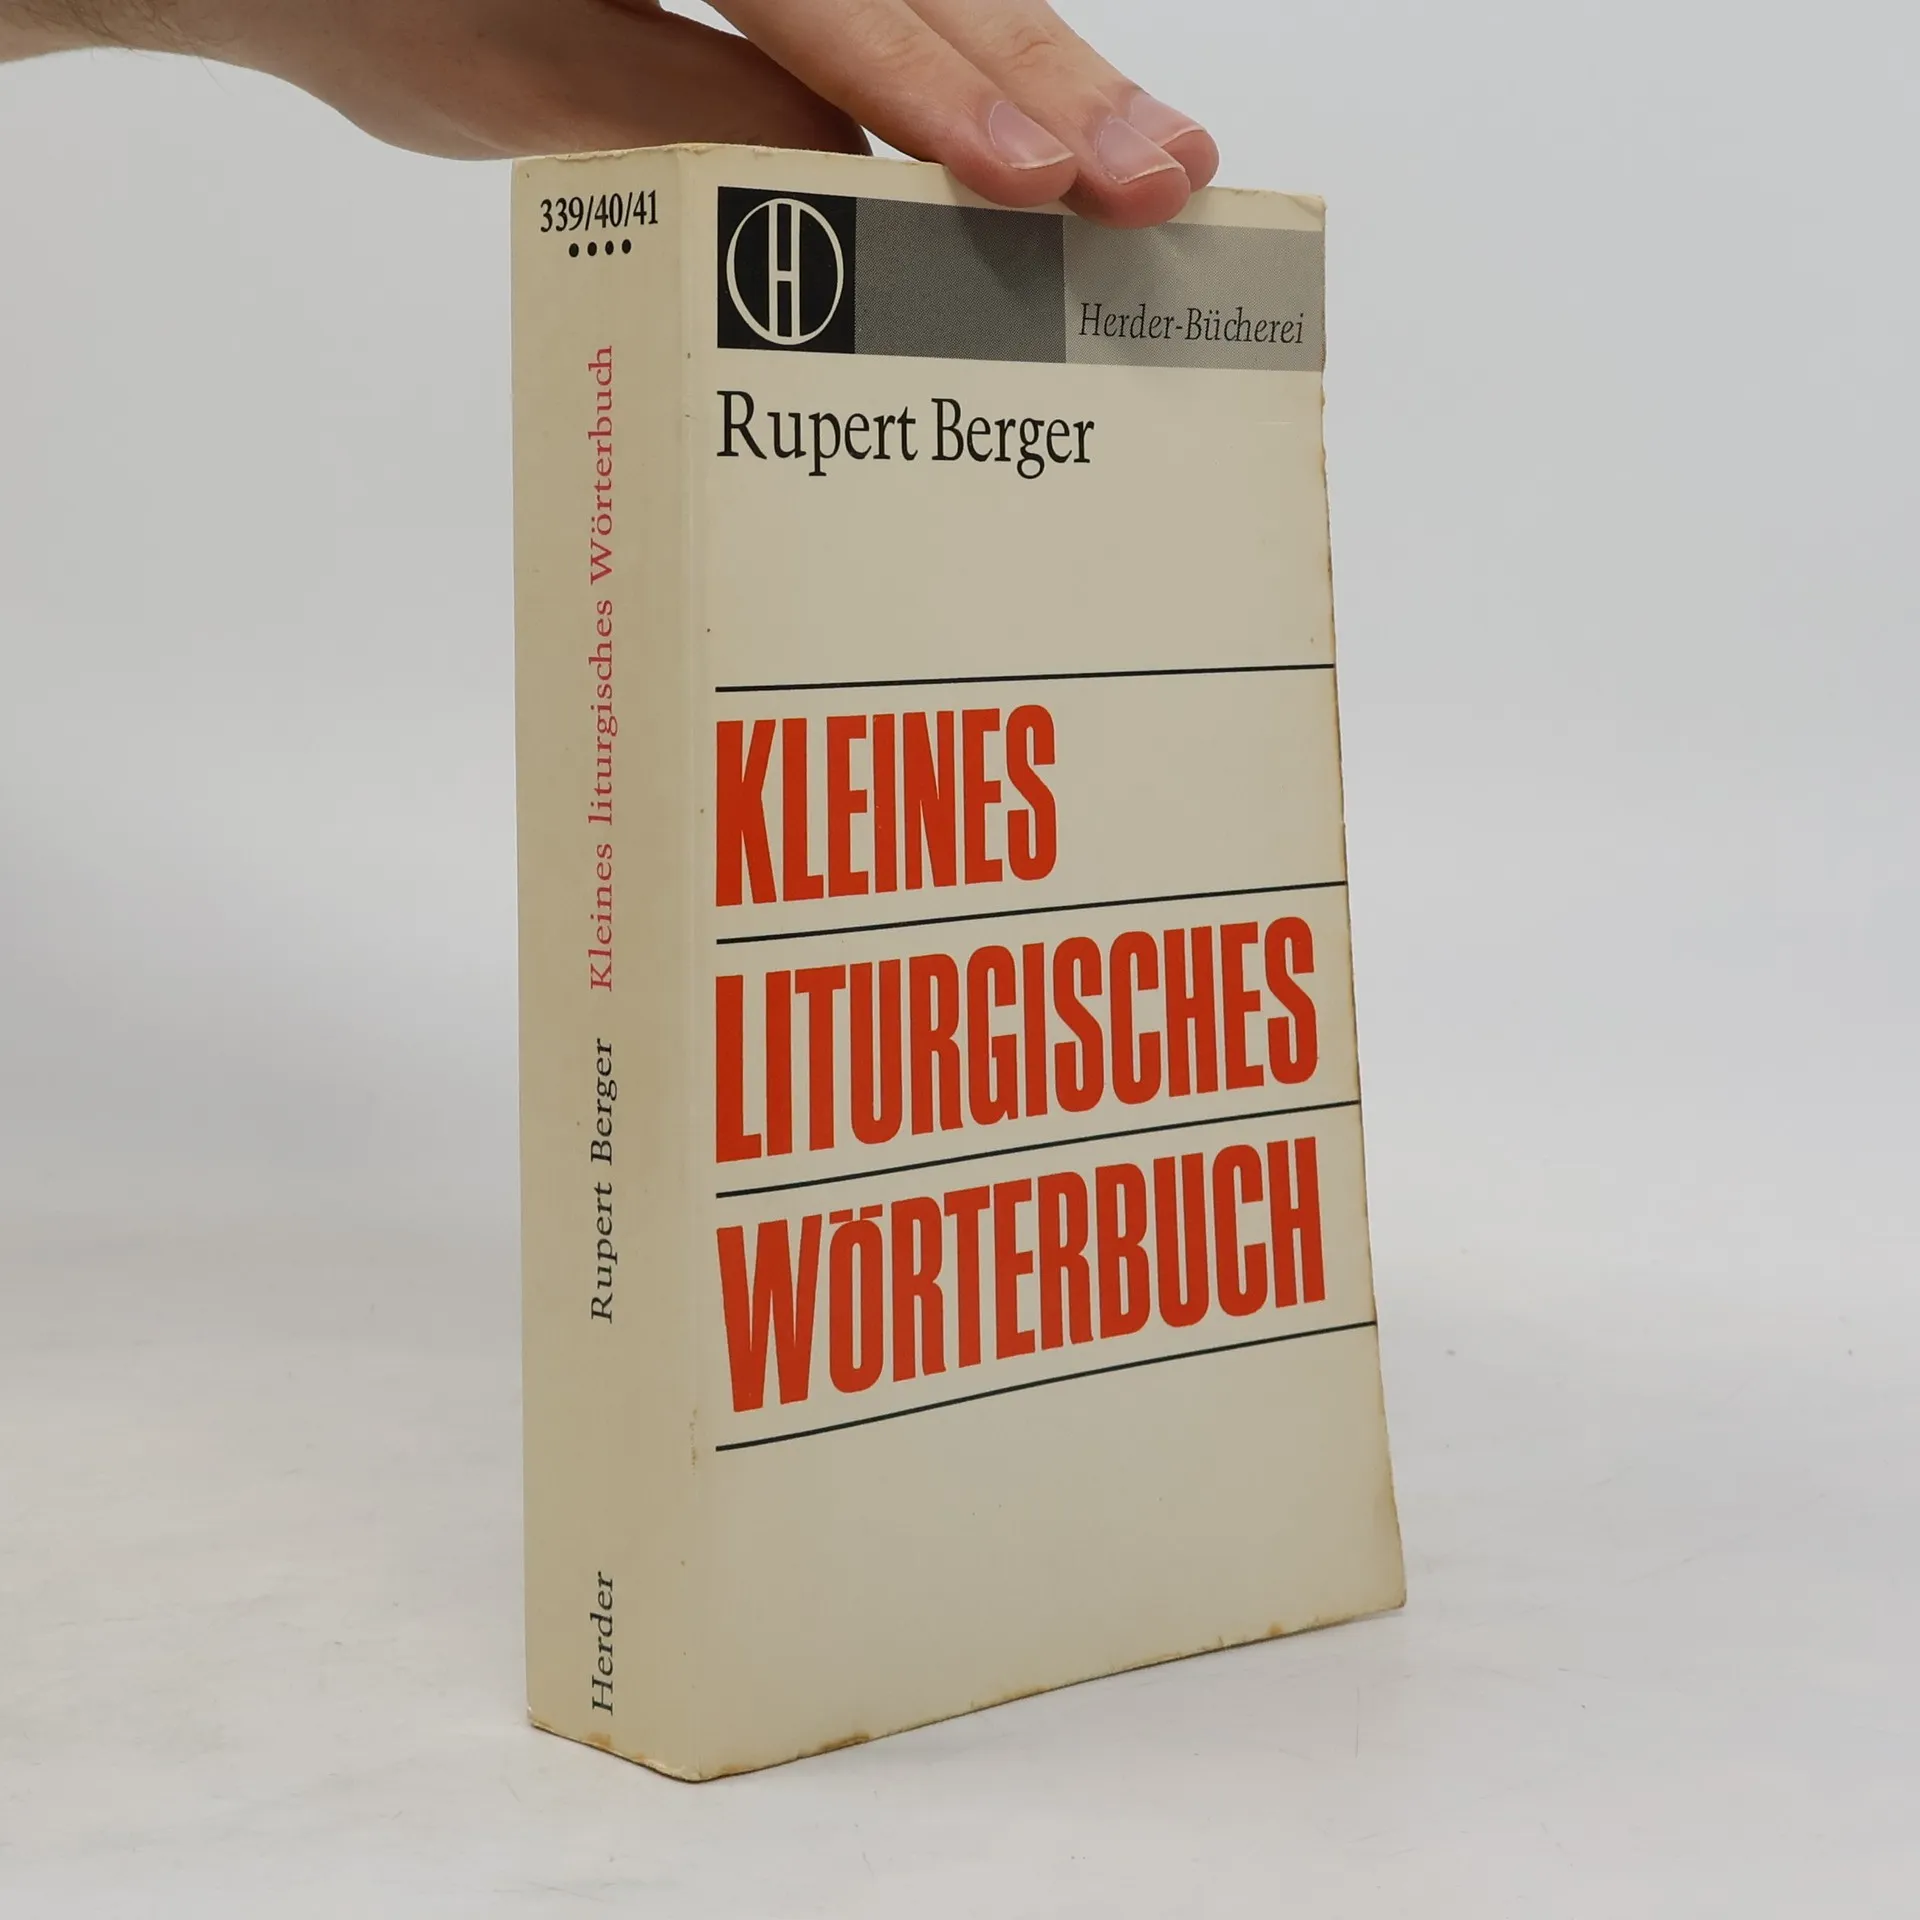 339/40/41
Rupert Berger Kleines liturgisches Wörterbuch
Herder
H
Herder-Bücherei
Rupert Berger
KLEINES
LITURGISCHES
WÖRTERBUCH